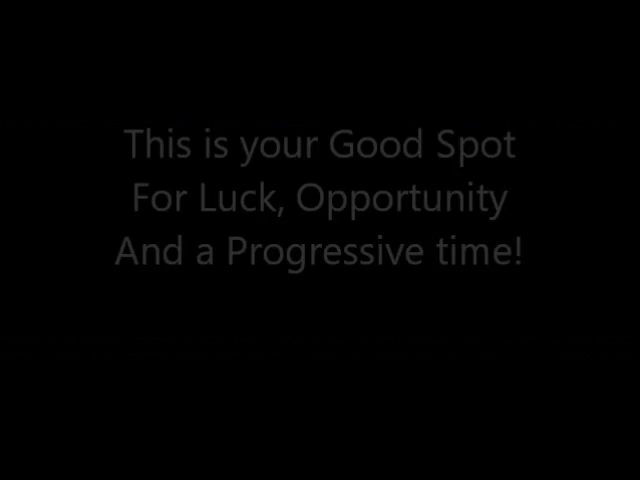 This is your Good Spot
For Luck, Opportunity
And a Progressive time!